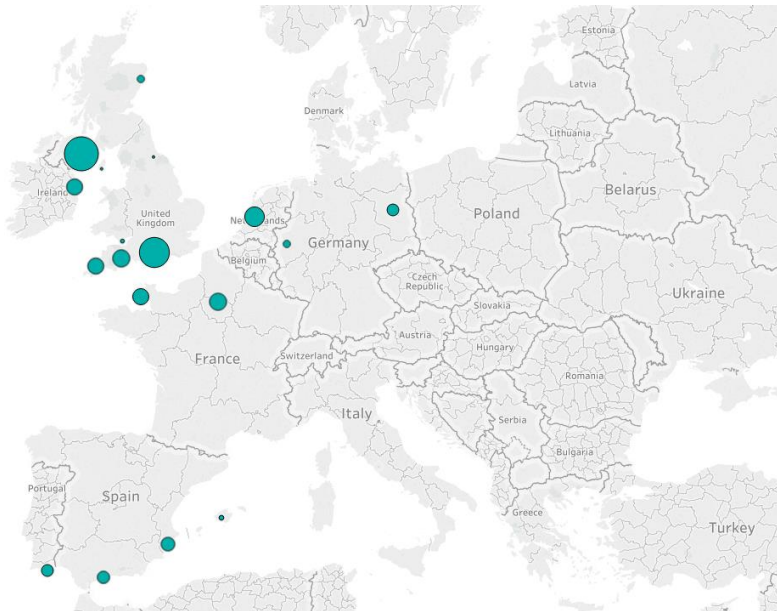 Estonia
Latvia
Denmark
Lithuania
Ireland
Belarus
United
Kingdom
Netherlands
Poland
Germany
Belgium
Czech
Republic
Ukraine
Slovakia
Austria
France
Switzerland
Hungary
Romania
Italy
Serbia
Bulgaria
Portugal
Spain
Greece
Turkey